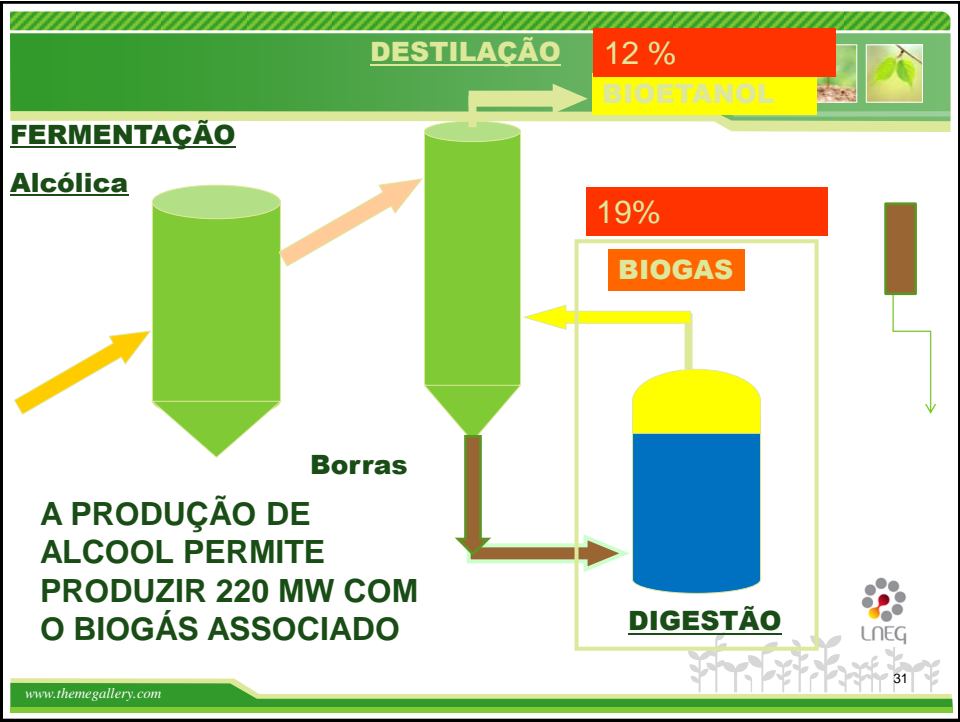 DESTILAÇÃO
12 %
BIOETANOL
FERMENTAÇÃO
Alcólica
19%
BIOGAS
Borras
A PRODUÇÃO DE
ALCOOL PERMITE
PRODUZIR 220 MW COM
O BIOGÁS ASSOCIADO
DIGESTÃO
LNEG
31
www.themegallery.com